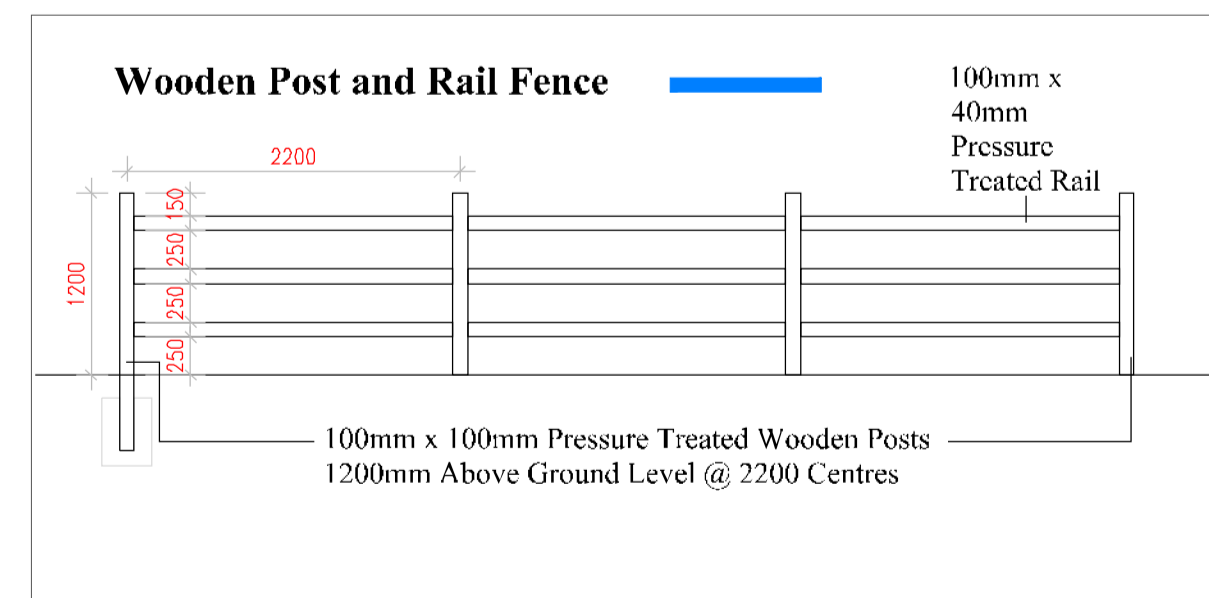 Wooden Post and Rail Fence
100mm x
40mm
Pressure
Treated Rail
2200
150
250
250
250
1200
100mm x 100mm Pressure Treated Wooden Posts
1200mm Above Ground Level @ 2200 Centres